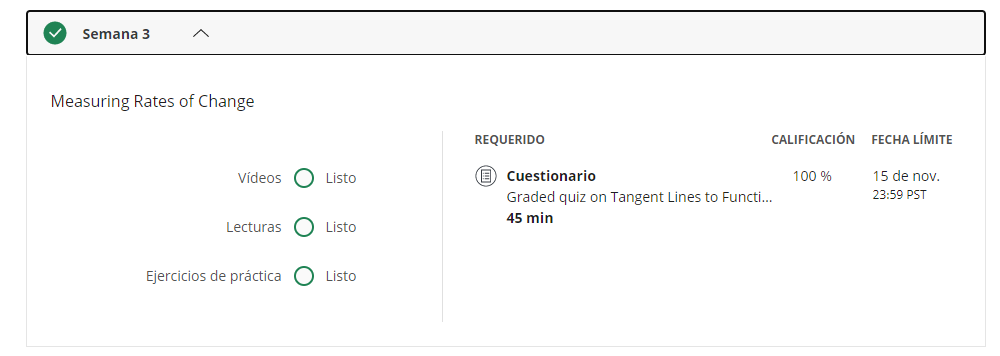 Semana 3
Measuring Rates of Change
Vídeos Listo
Lecturas Listo
Ejercicios de práctica Listo
REQUERIDO CALIFICACIÓN FECHA LÍMITE
Cuestionario 100 % 15 de nov.
Graded quiz on Tangent Lines to Functi... 23:59 PST
45 min